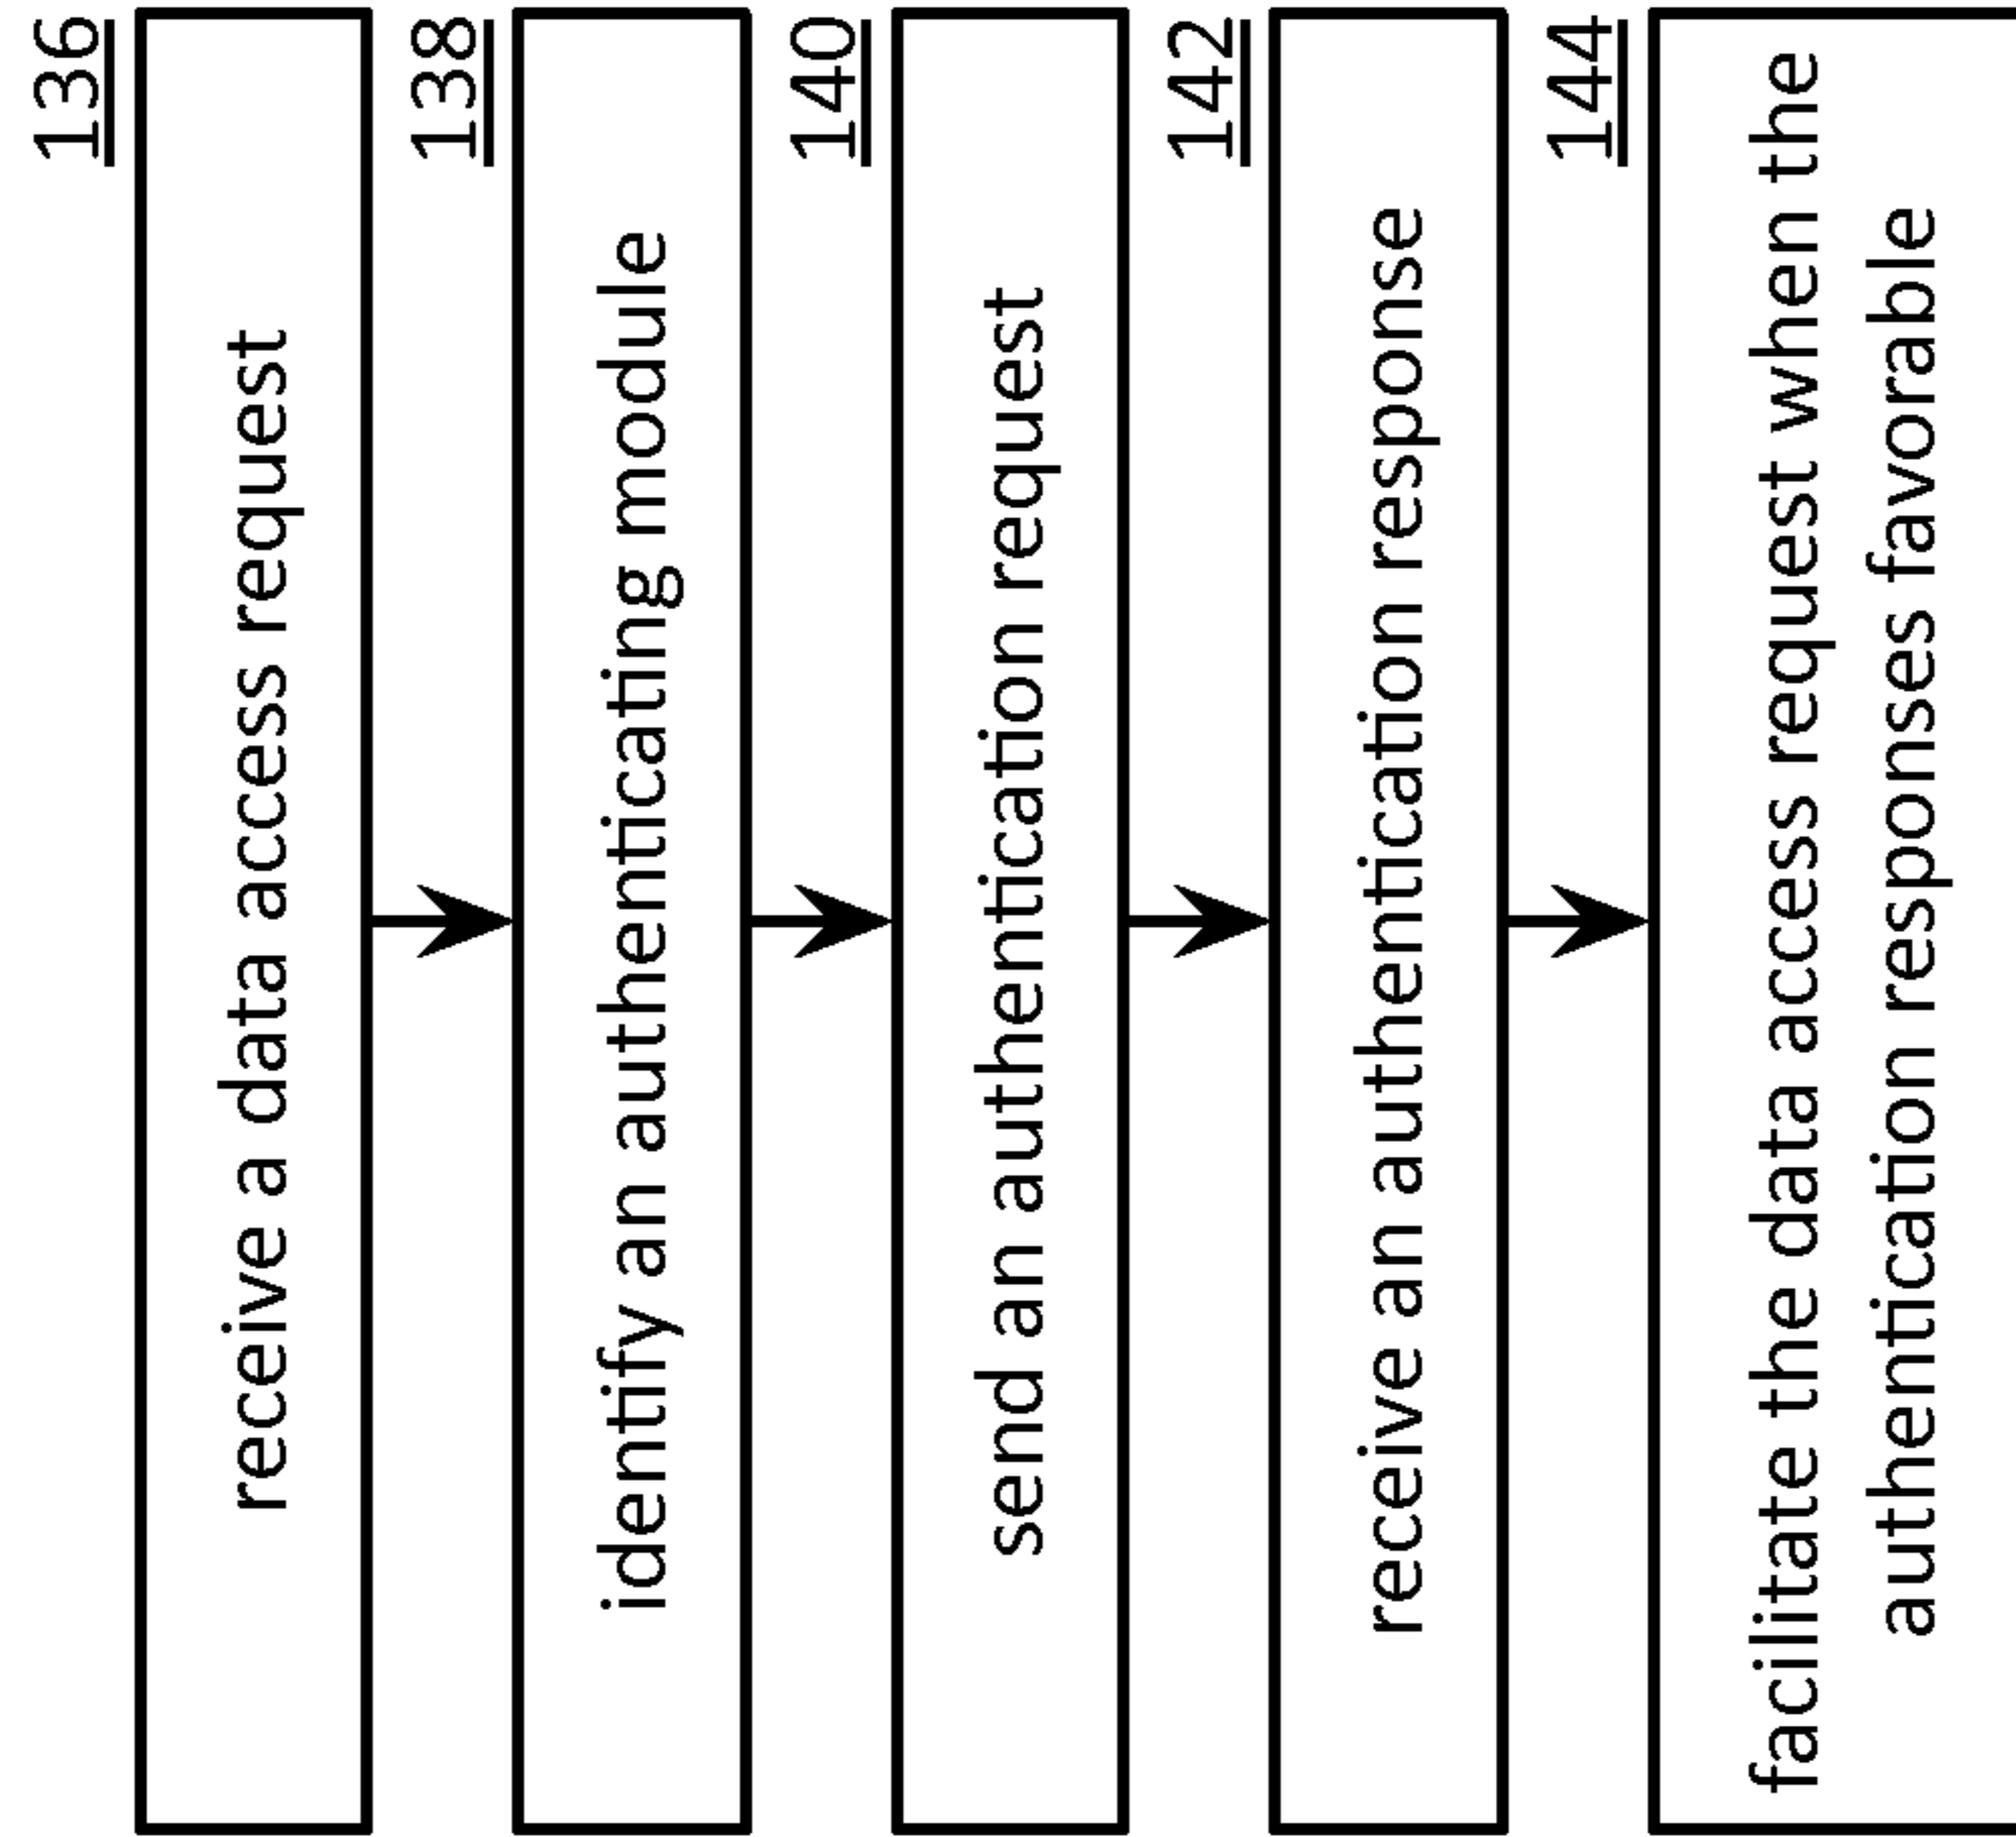 136
receive a data access request
138
identify an authenticating module
140
send an authentication request
142
receive an authentication response
144
facilitate the data access request when the
authentication responses favorable